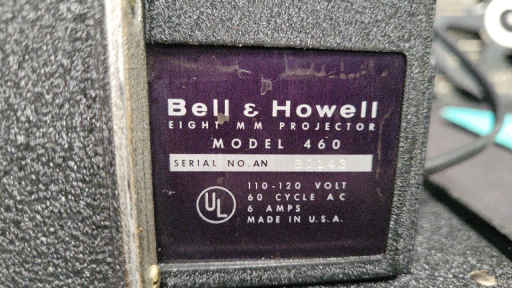 Bell & Howell
EIGHT MM PROJECTOR
MODEL 460
SERIAL NO. AN
UL
110-120 VOLT
60 CYCLE AC
6 AMPS
MADE IN U.S.A.